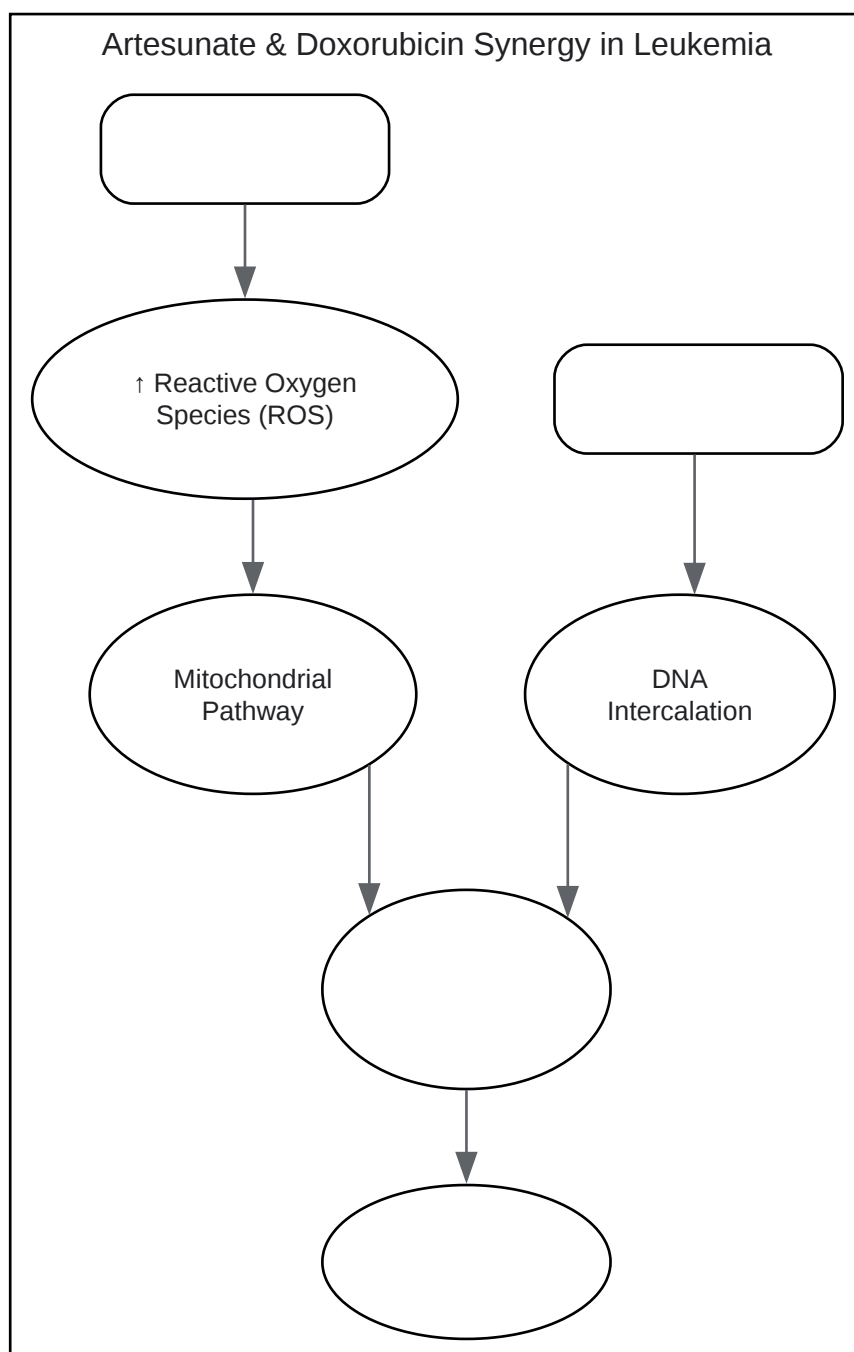 Artesunate & Doxorubicin Synergy in Leukemia
↑ Reactive Oxygen
Species (ROS)
Mitochondrial
Pathway
DNA
Intercalation